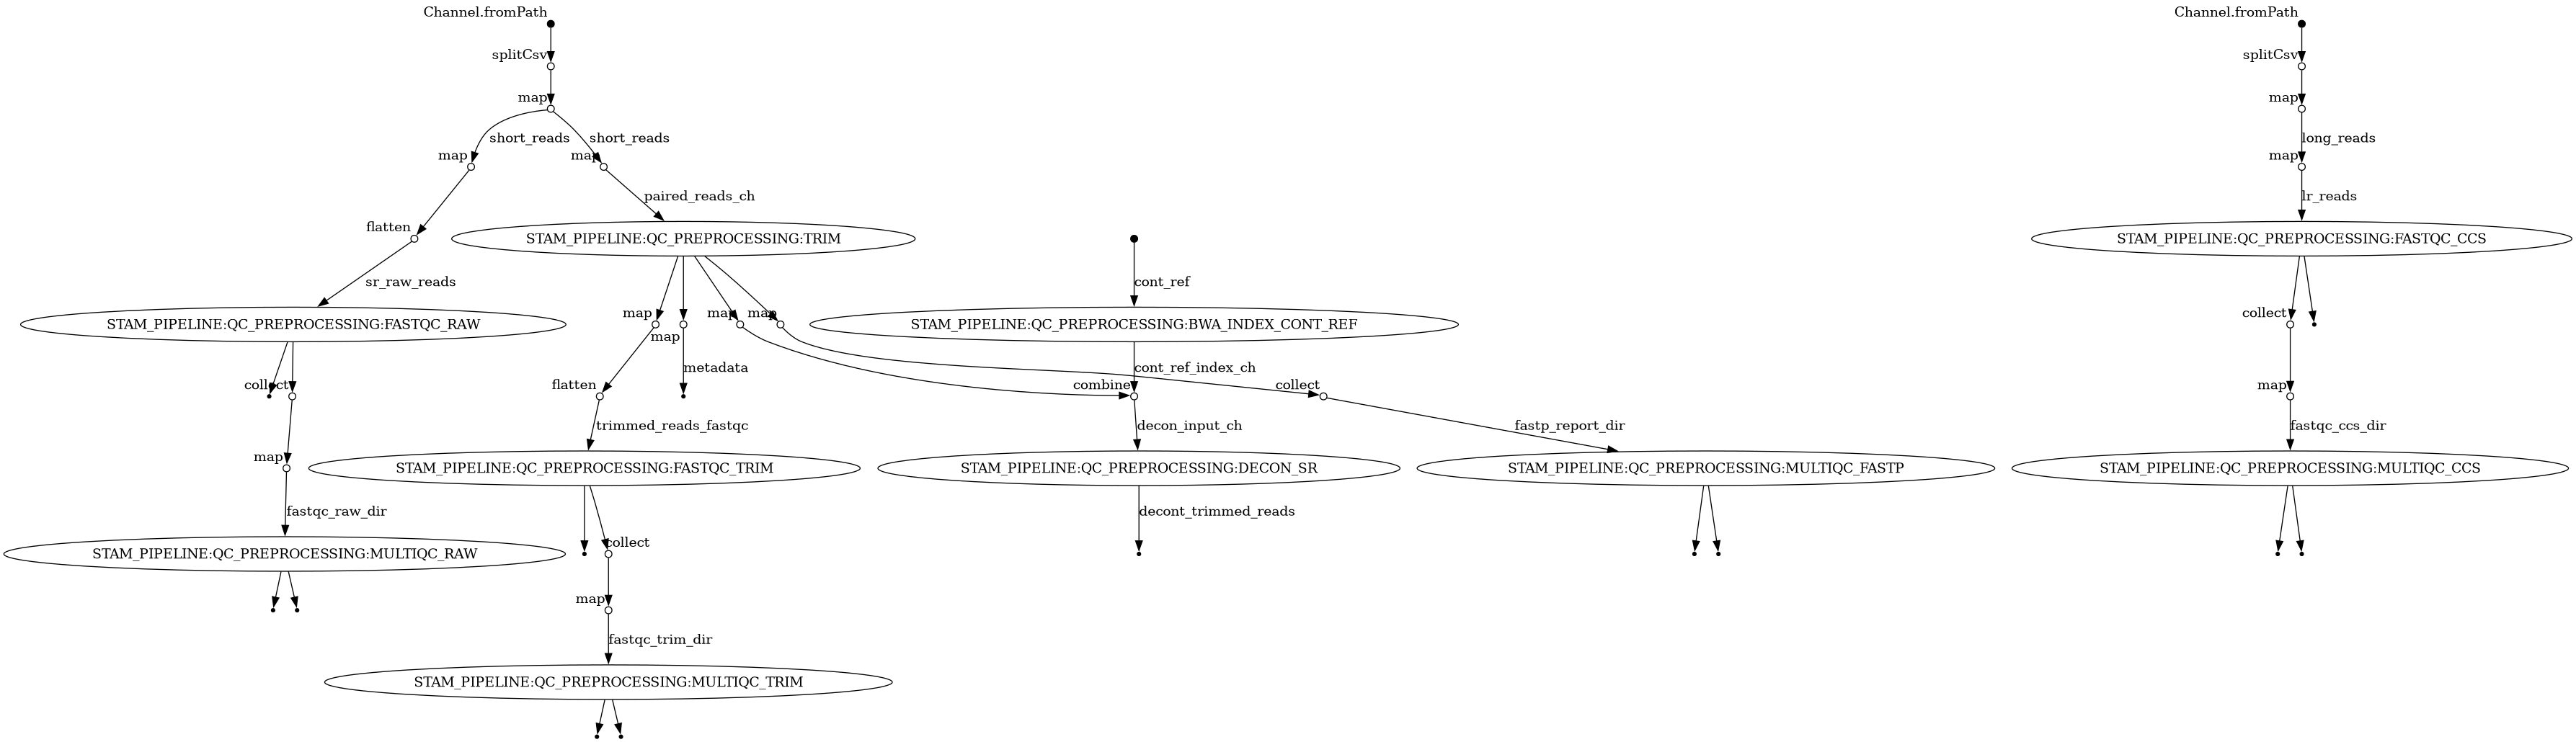 Channel.fromPath
Channel.fromPath
splitCsv
splitCsv
map
map
short_reads
short_reads
long_reads
map
map
map
paired_reads_ch
lr_reads
flatten
STAM_PIPELINE:QC_PREPROCESSING:TRIM
STAM_PIPELINE:QC_PREPROCESSING:FASTQC_CCS
sr_raw_reads
cont_ref
map
map
map
collect
STAM_PIPELINE:QC_PREPROCESSING:FASTQC_RAW
STAM_PIPELINE:QC_PREPROCESSING:BWA_INDEX_CONT_REF
map
metadata
cont_ref_index_ch
collect
flatten
combine
collect
map
trimmed_reads_fastqc
decon_input_ch
fastp_report_dir
fastqc_ccs_dir
map
STAM_PIPELINE:QC_PREPROCESSING:FASTQC_TRIM
STAM_PIPELINE:QC_PREPROCESSING:DECON_SR
STAM_PIPELINE:QC_PREPROCESSING:MULTIQC_FASTP
STAM_PIPELINE:QC_PREPROCESSING:MULTIQC_CCS
fastqc_raw_dir
decont_trimmed_reads
collect
STAM_PIPELINE:QC_PREPROCESSING:MULTIQC_RAW
map
fastqc_trim_dir
STAM_PIPELINE:QC_PREPROCESSING:MULTIQC_TRIM